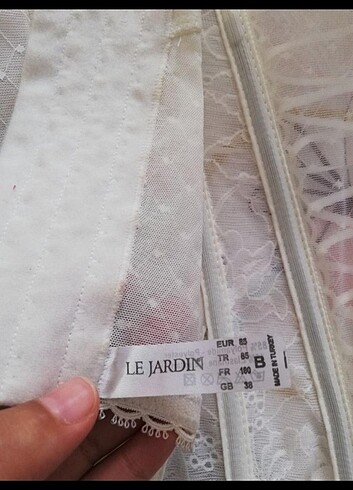 LE JARDIN
EUR 85
TR 85
FR 100
GB 38
B
MADE IN TURKEY